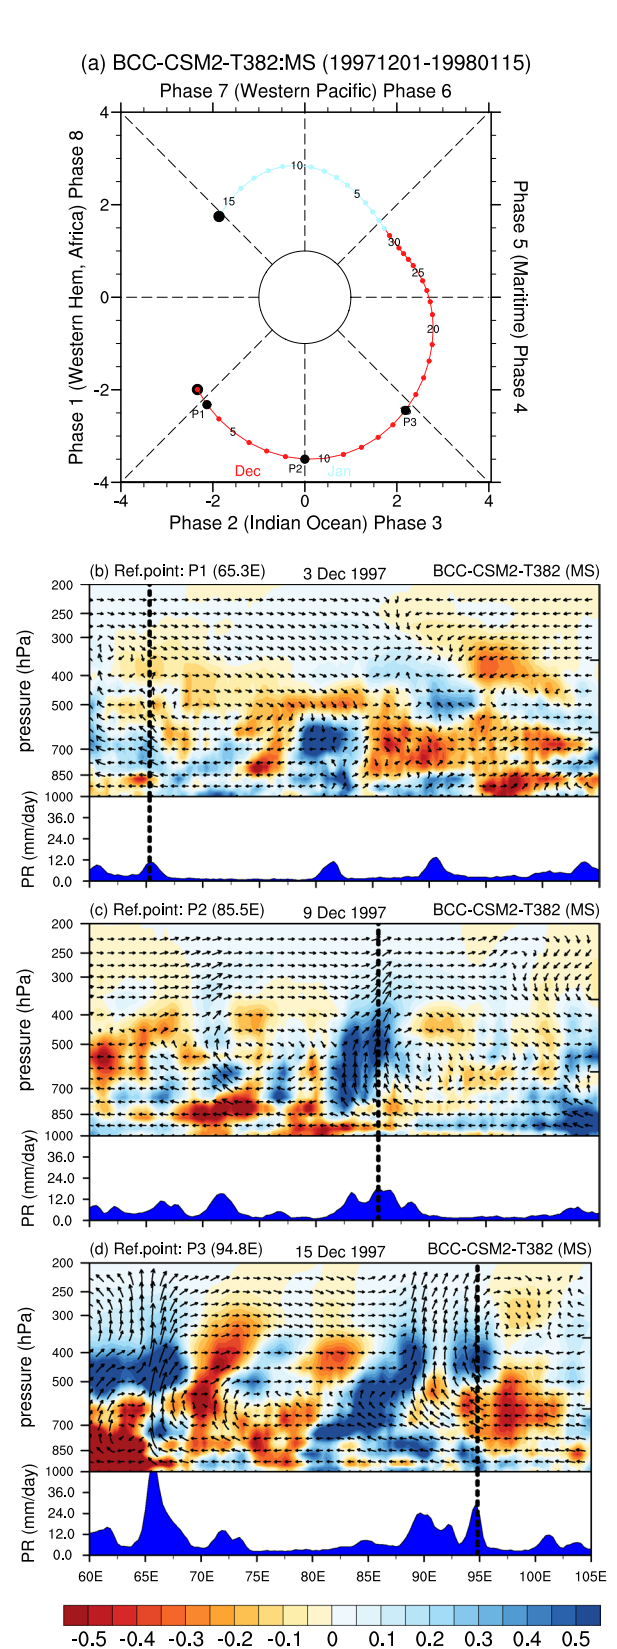 (a) BCC-CSM2-T382:MS (19971201-19980115)
Phase 7 (Western Pacific) Phase 6
Phase 1 (Western Hem, Africa) Phase 8
Phase 5 (Maritime) Phase 4
4
2
0
-2
-4
10
15
5
30
25
20
P1
P3
5
P2
10
Dec
Jan
-4
-2
0
2
4
Phase 2 (Indian Ocean) Phase 3
(b) Ref.point: P1 (65.3E)
3 Dec 1997
BCC-CSM2-T382 (MS)
pressure (hPa)
200
250
300
400
500
700
850
1000
PR (mm/day)
36.0
24.0
12.0
0.0
(c) Ref.point: P2 (85.5E)
9 Dec 1997
BCC-CSM2-T382 (MS)
pressure (hPa)
200
250
300
400
500
700
850
1000
PR (mm/day)
36.0
24.0
12.0
0.0
(d) Ref.point: P3 (94.8E)
15 Dec 1997
BCC-CSM2-T382 (MS)
pressure (hPa)
200
250
300
400
500
700
850
1000
PR (mm/day)
36.0
24.0
12.0
0.0
60E 65E 70E 75E 80E 85E 90E 95E 100E 105E
-0.5 -0.4 -0.3 -0.2 -0.1 0 0.1 0.2 0.3 0.4 0.5